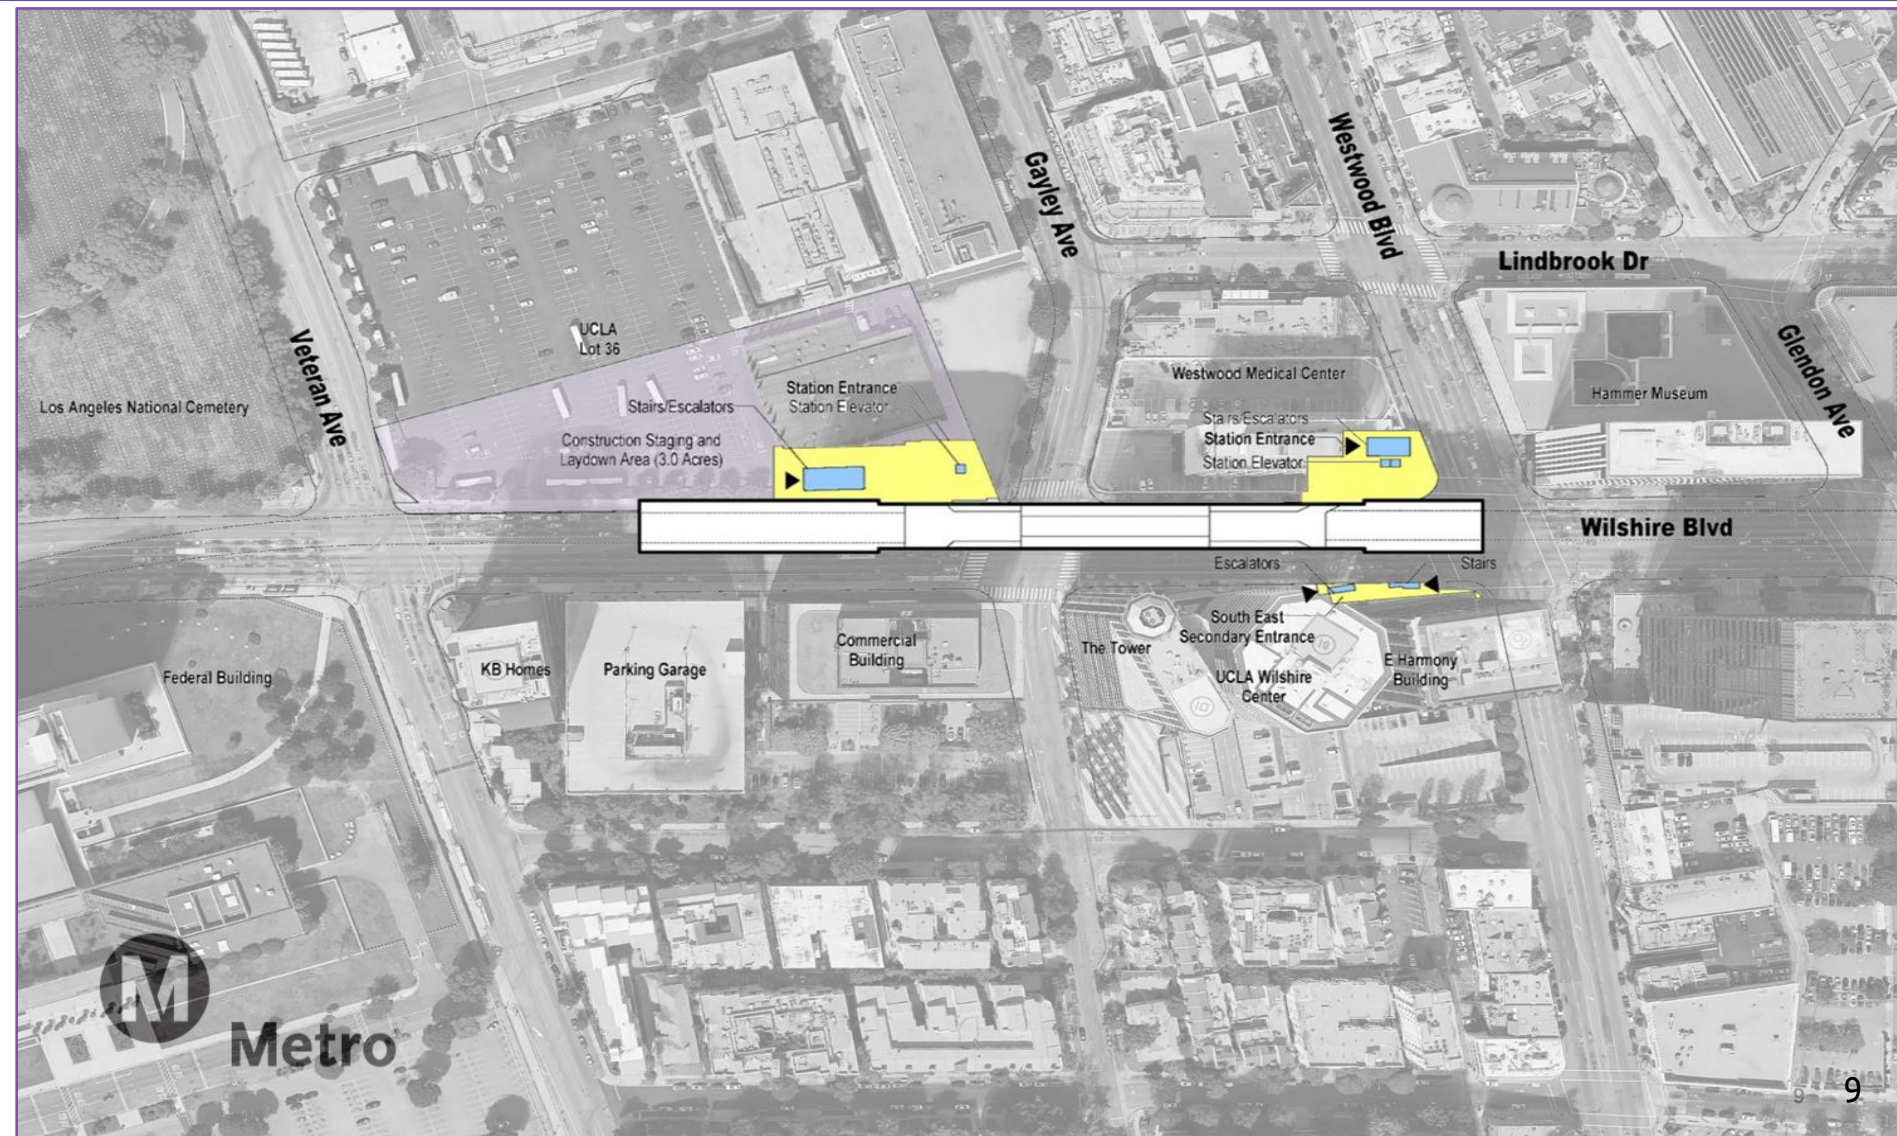 Gayley Ave
Westwood Blvd
Lindbrook Dr
UCLA
Lot 36
Veteran Ave
Glendon Ave
Westwood Medical Center
Station Entrance
Station Elevator
Hammer Museum
Los Angeles National Cemetery
Stairs/Escalators
Stairs/Escalators
Construction Staging and
Laydown Area (3.0 Acres)
Station Entrance
Station Elevator
Wilshire Blvd
Escalators
Stairs
South East
Secondary Entrance
Commercial
Building
The Tower
KB Homes
Parking Garage
Federal Building
UCLA Wilshire
Center
E Harmony
Building
M
Metro
9
9